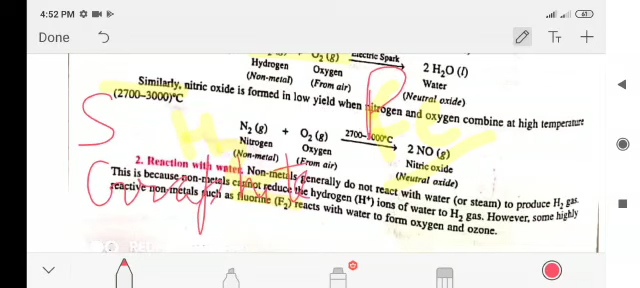 4:52 PM
61
Done
O₂ (g) Electric Spark
2 H₂O (l)
Hydrogen Oxygen Water
(Non-metal) (From air) (Neutral oxide)
Similarly, nitric oxide is formed in low yield when nitrogen and oxygen combine at high temperature
(2700–3000)°C
N₂ (g) + O₂ (g) 2700–3000°C 2 NO (g)
Nitrogen Oxygen Nitric oxide
(Non-metal) (From air) (Neutral oxide)
2. Reaction with water. Non-metals generally do not react with water (or steam) to produce H₂ gas.
This is because non-metals cannot reduce the hydrogen (H⁺) ions of water to H₂ gas. However, some highly
reactive non-metals such as fluorine (F₂) reacts with water to form oxygen and ozone.
S
P
Graphite